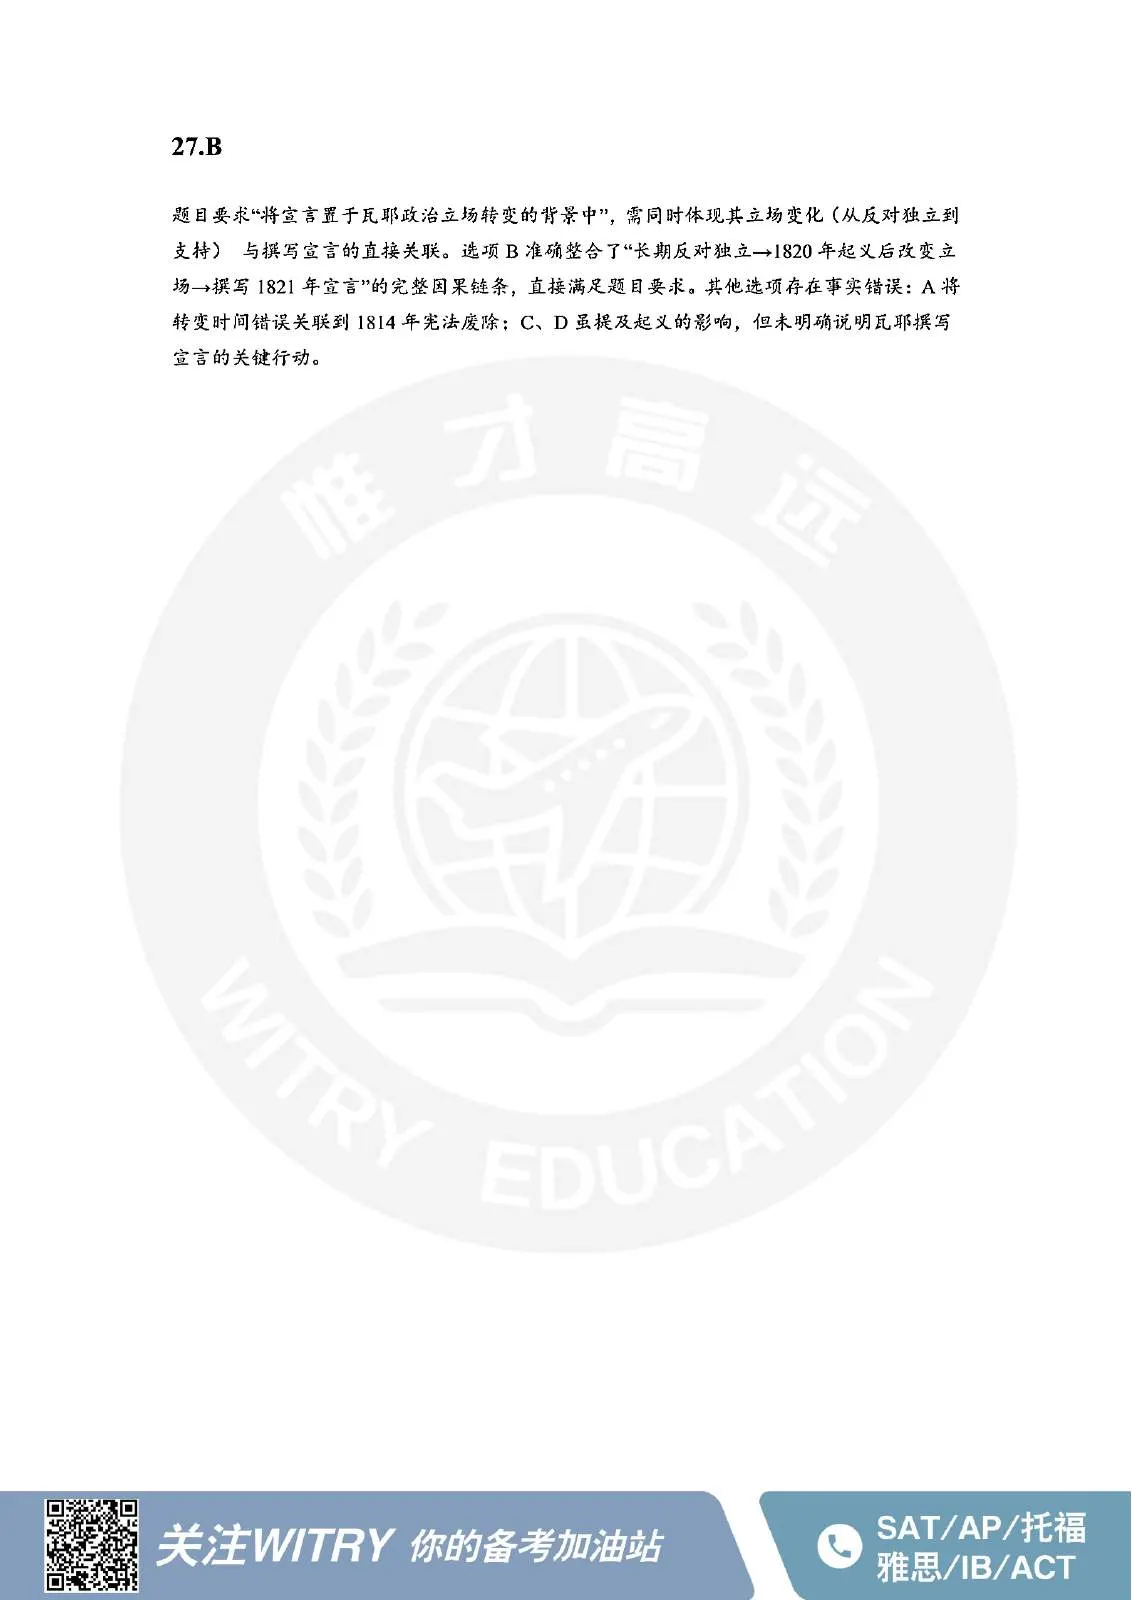 27.B
题目要求“将宣言置于瓦耶政治立场转变的背景中”，需同时体现其立场变化（从反对独立到
支持） 与撰写宣言的直接关联。选项 B 准确整合了“长期反对独立→1820 年起义后改变立
场→撰写 1821 年宣言”的完整因果链条，直接满足题目要求。其他选项存在事实错误：A 将
转变时间错误关联到 1814 年宪法废除；C、D 虽提及起义的影响，但未明确说明瓦耶撰写
宣言的关键行动。
惟才高远
WITRY EDUCATION
关注WITRY 你的备考加油站
SAT/AP/托福
雅思/IB/ACT